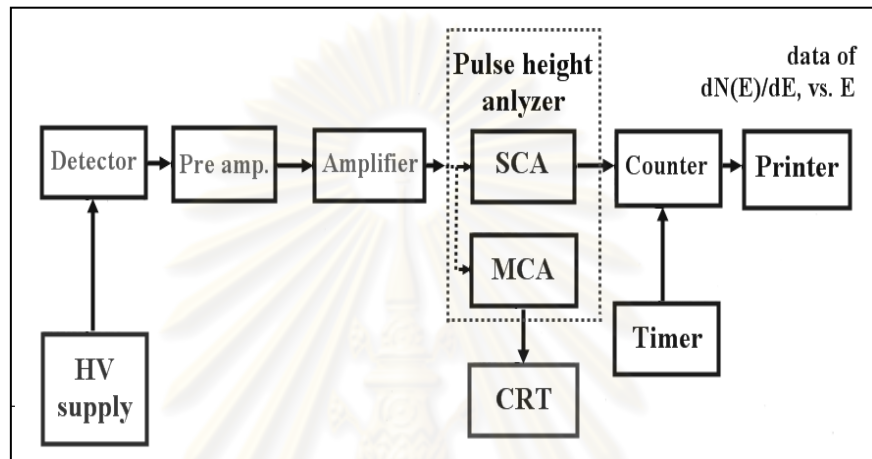 data of
dN(E)/dE, vs. E
Pulse height
anlyzer
Detector
Pre amp.
Amplifier
SCA
Counter
Printer
MCA
HV
supply
CRT
Timer